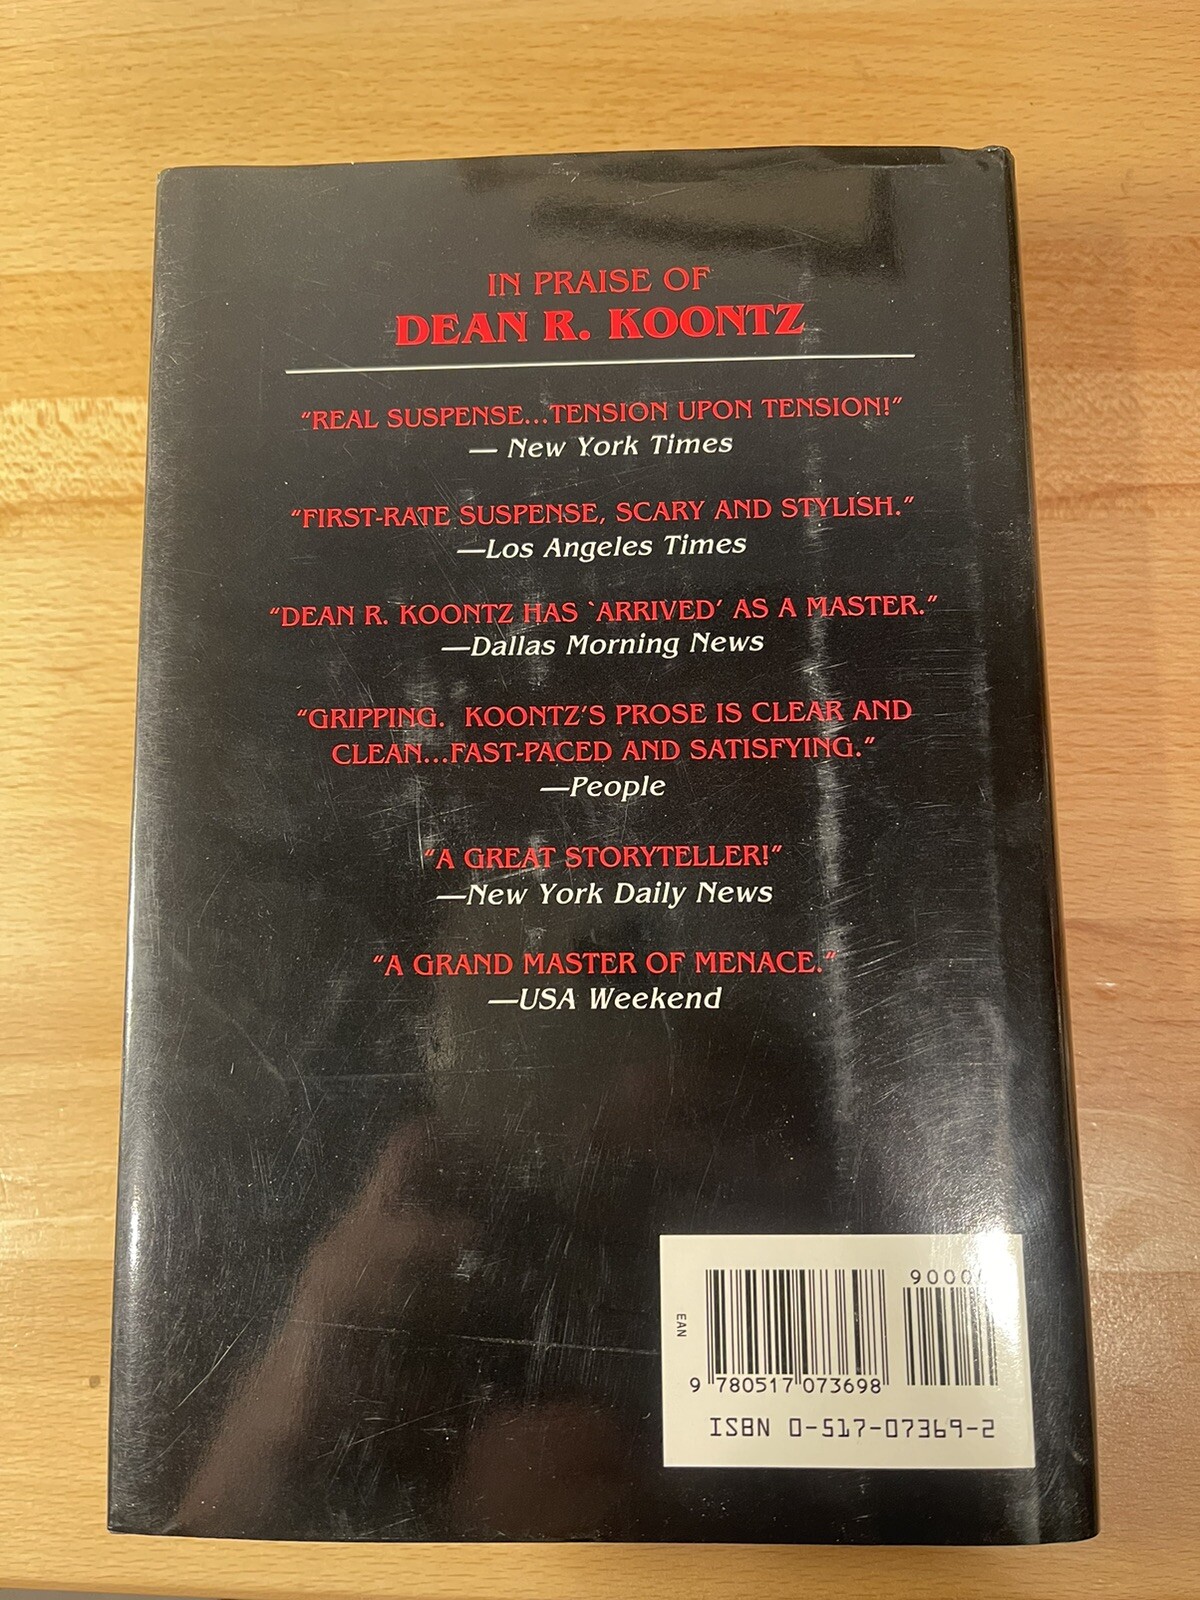 IN PRAISE OF
DEAN R. KOONTZ
“REAL SUSPENSE...TENSION UPON TENSION!”
— New York Times
“FIRST-RATE SUSPENSE, SCARY AND STYLISH.”
—Los Angeles Times
“DEAN R. KOONTZ HAS ‘ARRIVED’ AS A MASTER.”
—Dallas Morning News
“GRIPPING. KOONTZ’S PROSE IS CLEAR AND
CLEAN...FAST-PACED AND SATISFYING.”
—People
“A GREAT STORYTELLER!”
—New York Daily News
“A GRAND MASTER OF MENACE.”
—USA Weekend
EAN
9 780517 073698
ISBN 0-517-07369-2